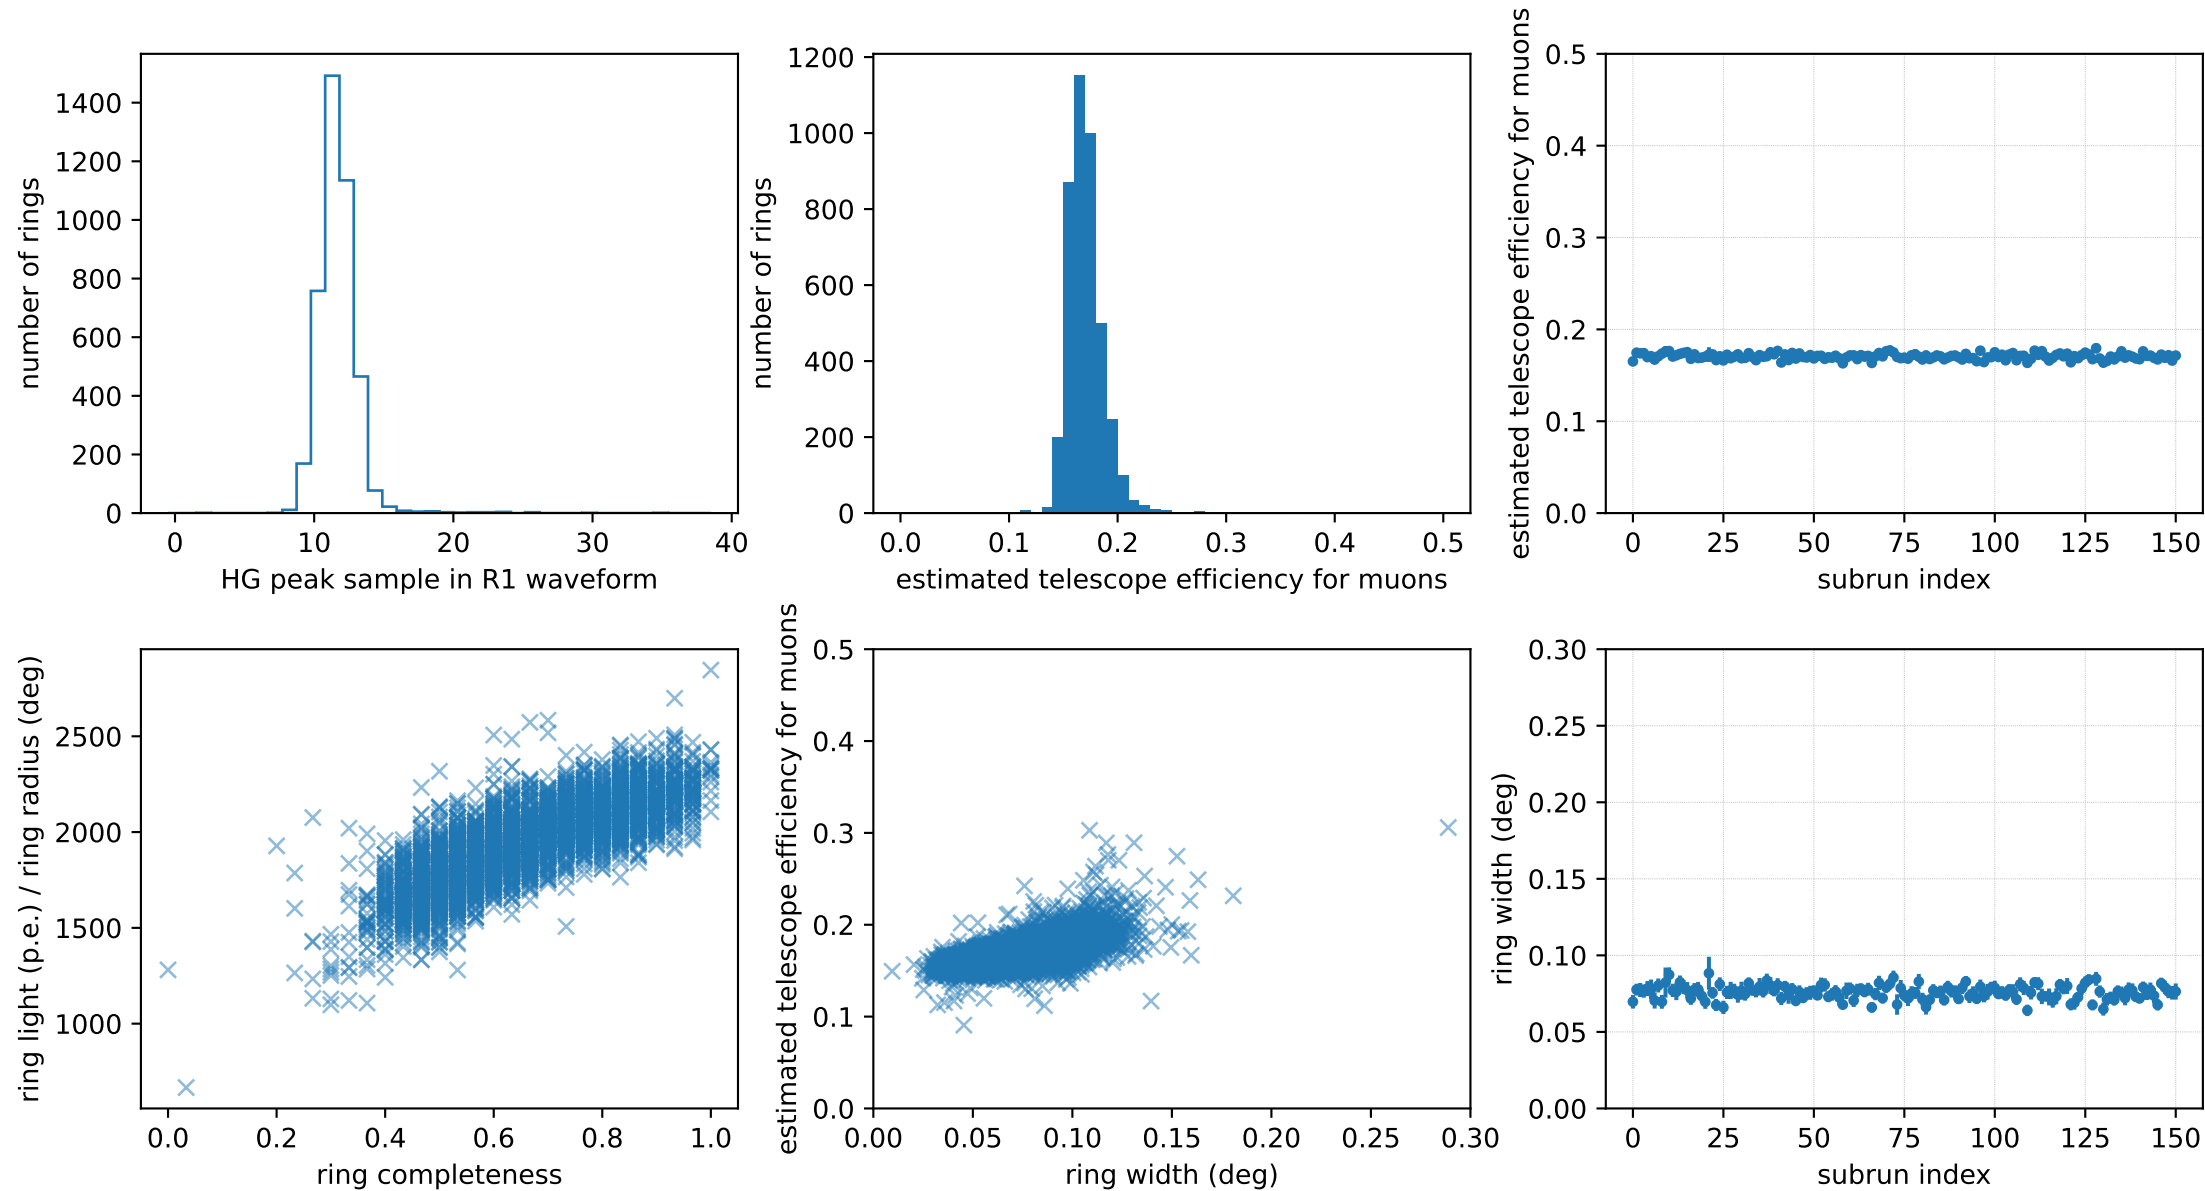 number of rings
1400
1200
1000
800
600
400
200
0
0 10 20 30 40
HG peak sample in R1 waveform
number of rings
1200
1000
800
600
400
200
0
0.0 0.1 0.2 0.3 0.4 0.5
estimated telescope efficiency for muons
estimated telescope efficiency for muons
0.5
0.4
0.3
0.2
0.1
0.0
0 25 50 75 100 125 150
subrun index
ring light (p.e.) / ring radius (deg)
2500
2000
1500
1000
0.0 0.2 0.4 0.6 0.8 1.0
ring completeness
estimated telescope efficiency for muons
0.5
0.4
0.3
0.2
0.1
0.0
0.00 0.05 0.10 0.15 0.20 0.25 0.30
ring width (deg)
ring width (deg)
0.30
0.25
0.20
0.15
0.10
0.05
0.00
0 25 50 75 100 125 150
subrun index